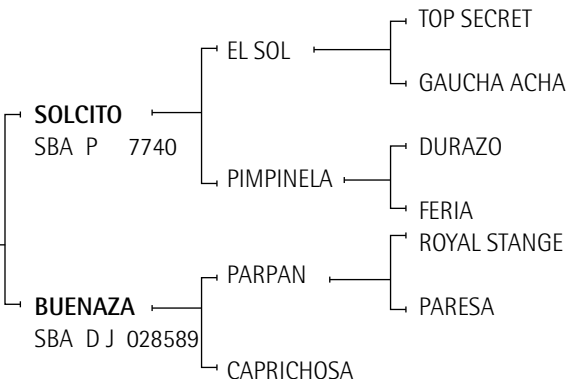 TOP SECRET
EL SOL
GAUCHA ACHA
SOLCITO
SBA P 7740
DURAZO
PIMPINELA
FERIA
ROYAL STANGE
PARPAN
BUENAZA
PARESA
SBA D J 028589
CAPRICHOSA